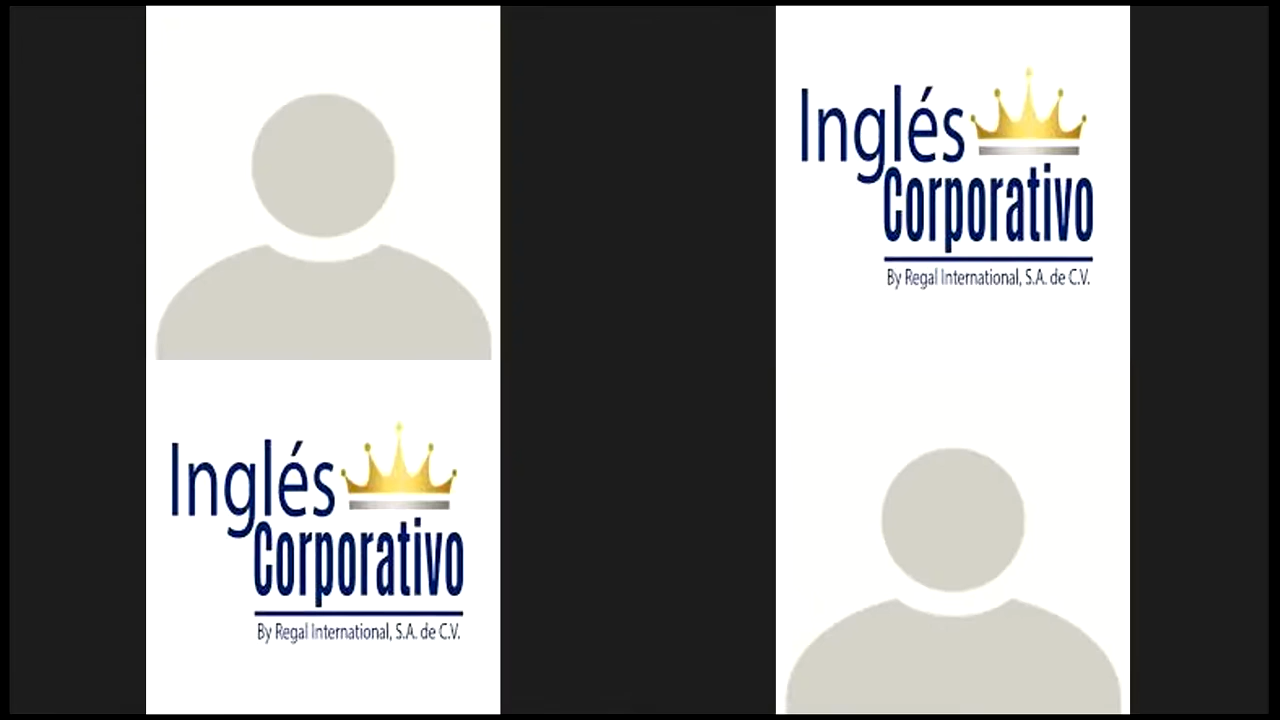 Inglés
Corporativo
By Regal International, S.A. de C.V.
Inglés
Corporativo
By Regal International, S.A. de C.V.